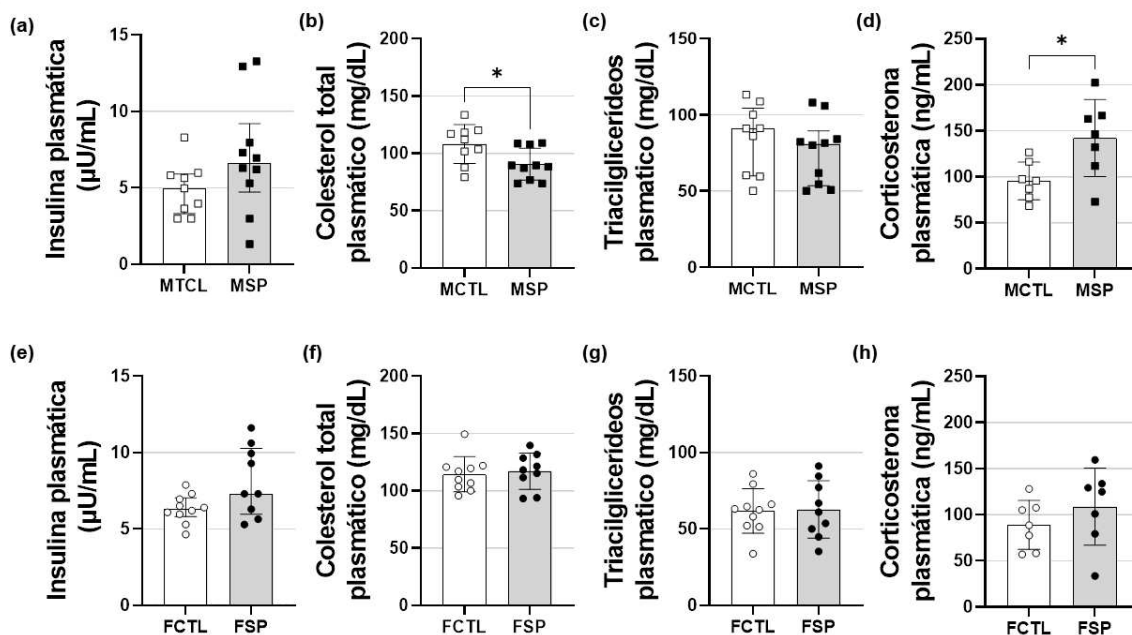 (a)
Insulina plasmática
(µU/mL)
15
10
5
0
MTCL MSP
(b)
Colesterol total
plasmático (mg/dL)
200
150
100
50
0
*
MCTL MSP
(c)
Triacilglicerídeos
plasmático (mg/dL)
150
100
50
0
MCTL MSP
(d)
Corticosterona
plasmática (ng/mL)
250
200
150
100
50
0
*
MCTL MSP
(e)
Insulina plasmática
(µU/mL)
15
10
5
0
FCTL FSP
(f)
Colesterol total
plasmático (mg/dL)
200
150
100
50
0
FCTL FSP
(g)
Triacilglicerídeos
plasmático (mg/dL)
150
100
50
0
FCTL FSP
(h)
Corticosterona
plasmática (ng/mL)
250
200
150
100
50
0
FCTL FSP